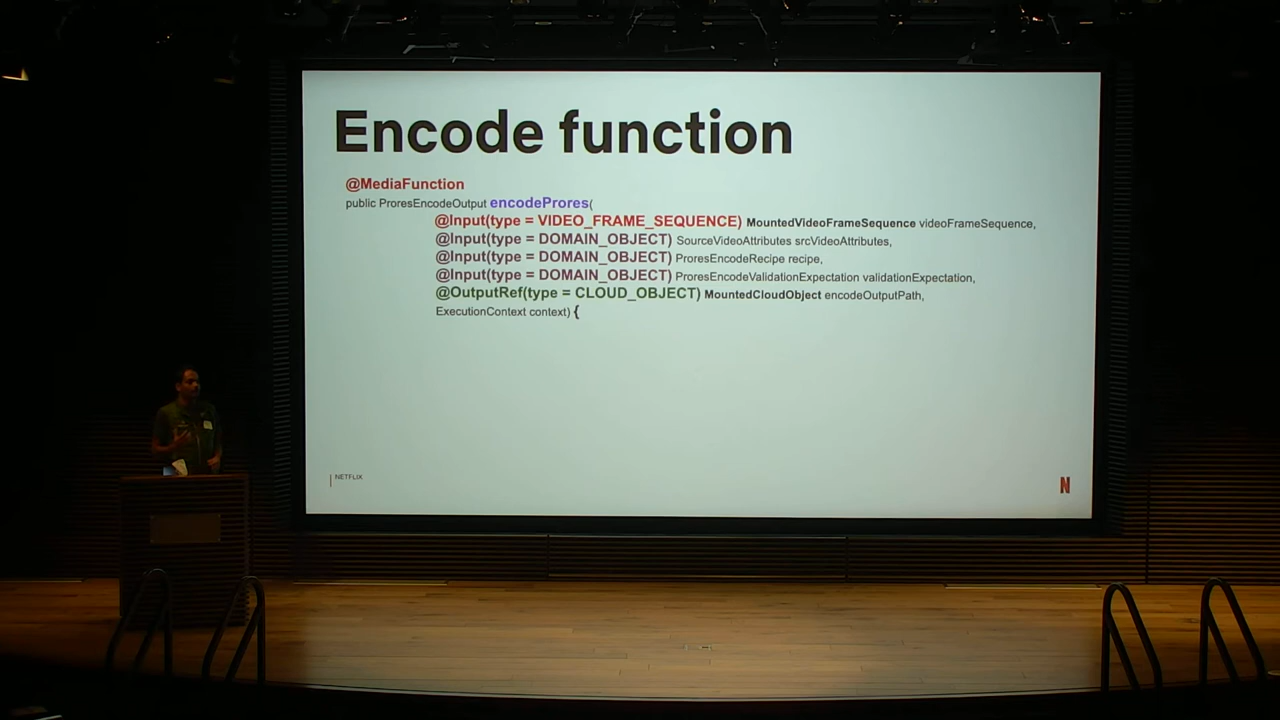 Encode function
@MediaFunction
public ProresEncodeOutput encodeProres(
@Input(type = VIDEO_FRAME_SEQUENCE) MountedVideoFrameSequence videoFrameSequence,
@Input(type = DOMAIN_OBJECT) SourceVideoAttributes srcVideoAttributes,
@Input(type = DOMAIN_OBJECT) ProresEncodeRecipe recipe,
@Input(type = DOMAIN_OBJECT) ProresEncodeValidationExpectation validationExpectation,
@OutputRef(type = CLOUD_OBJECT) MountedCloudObject encodeOutputPath,
ExecutionContext context) {
NETFLIX
N